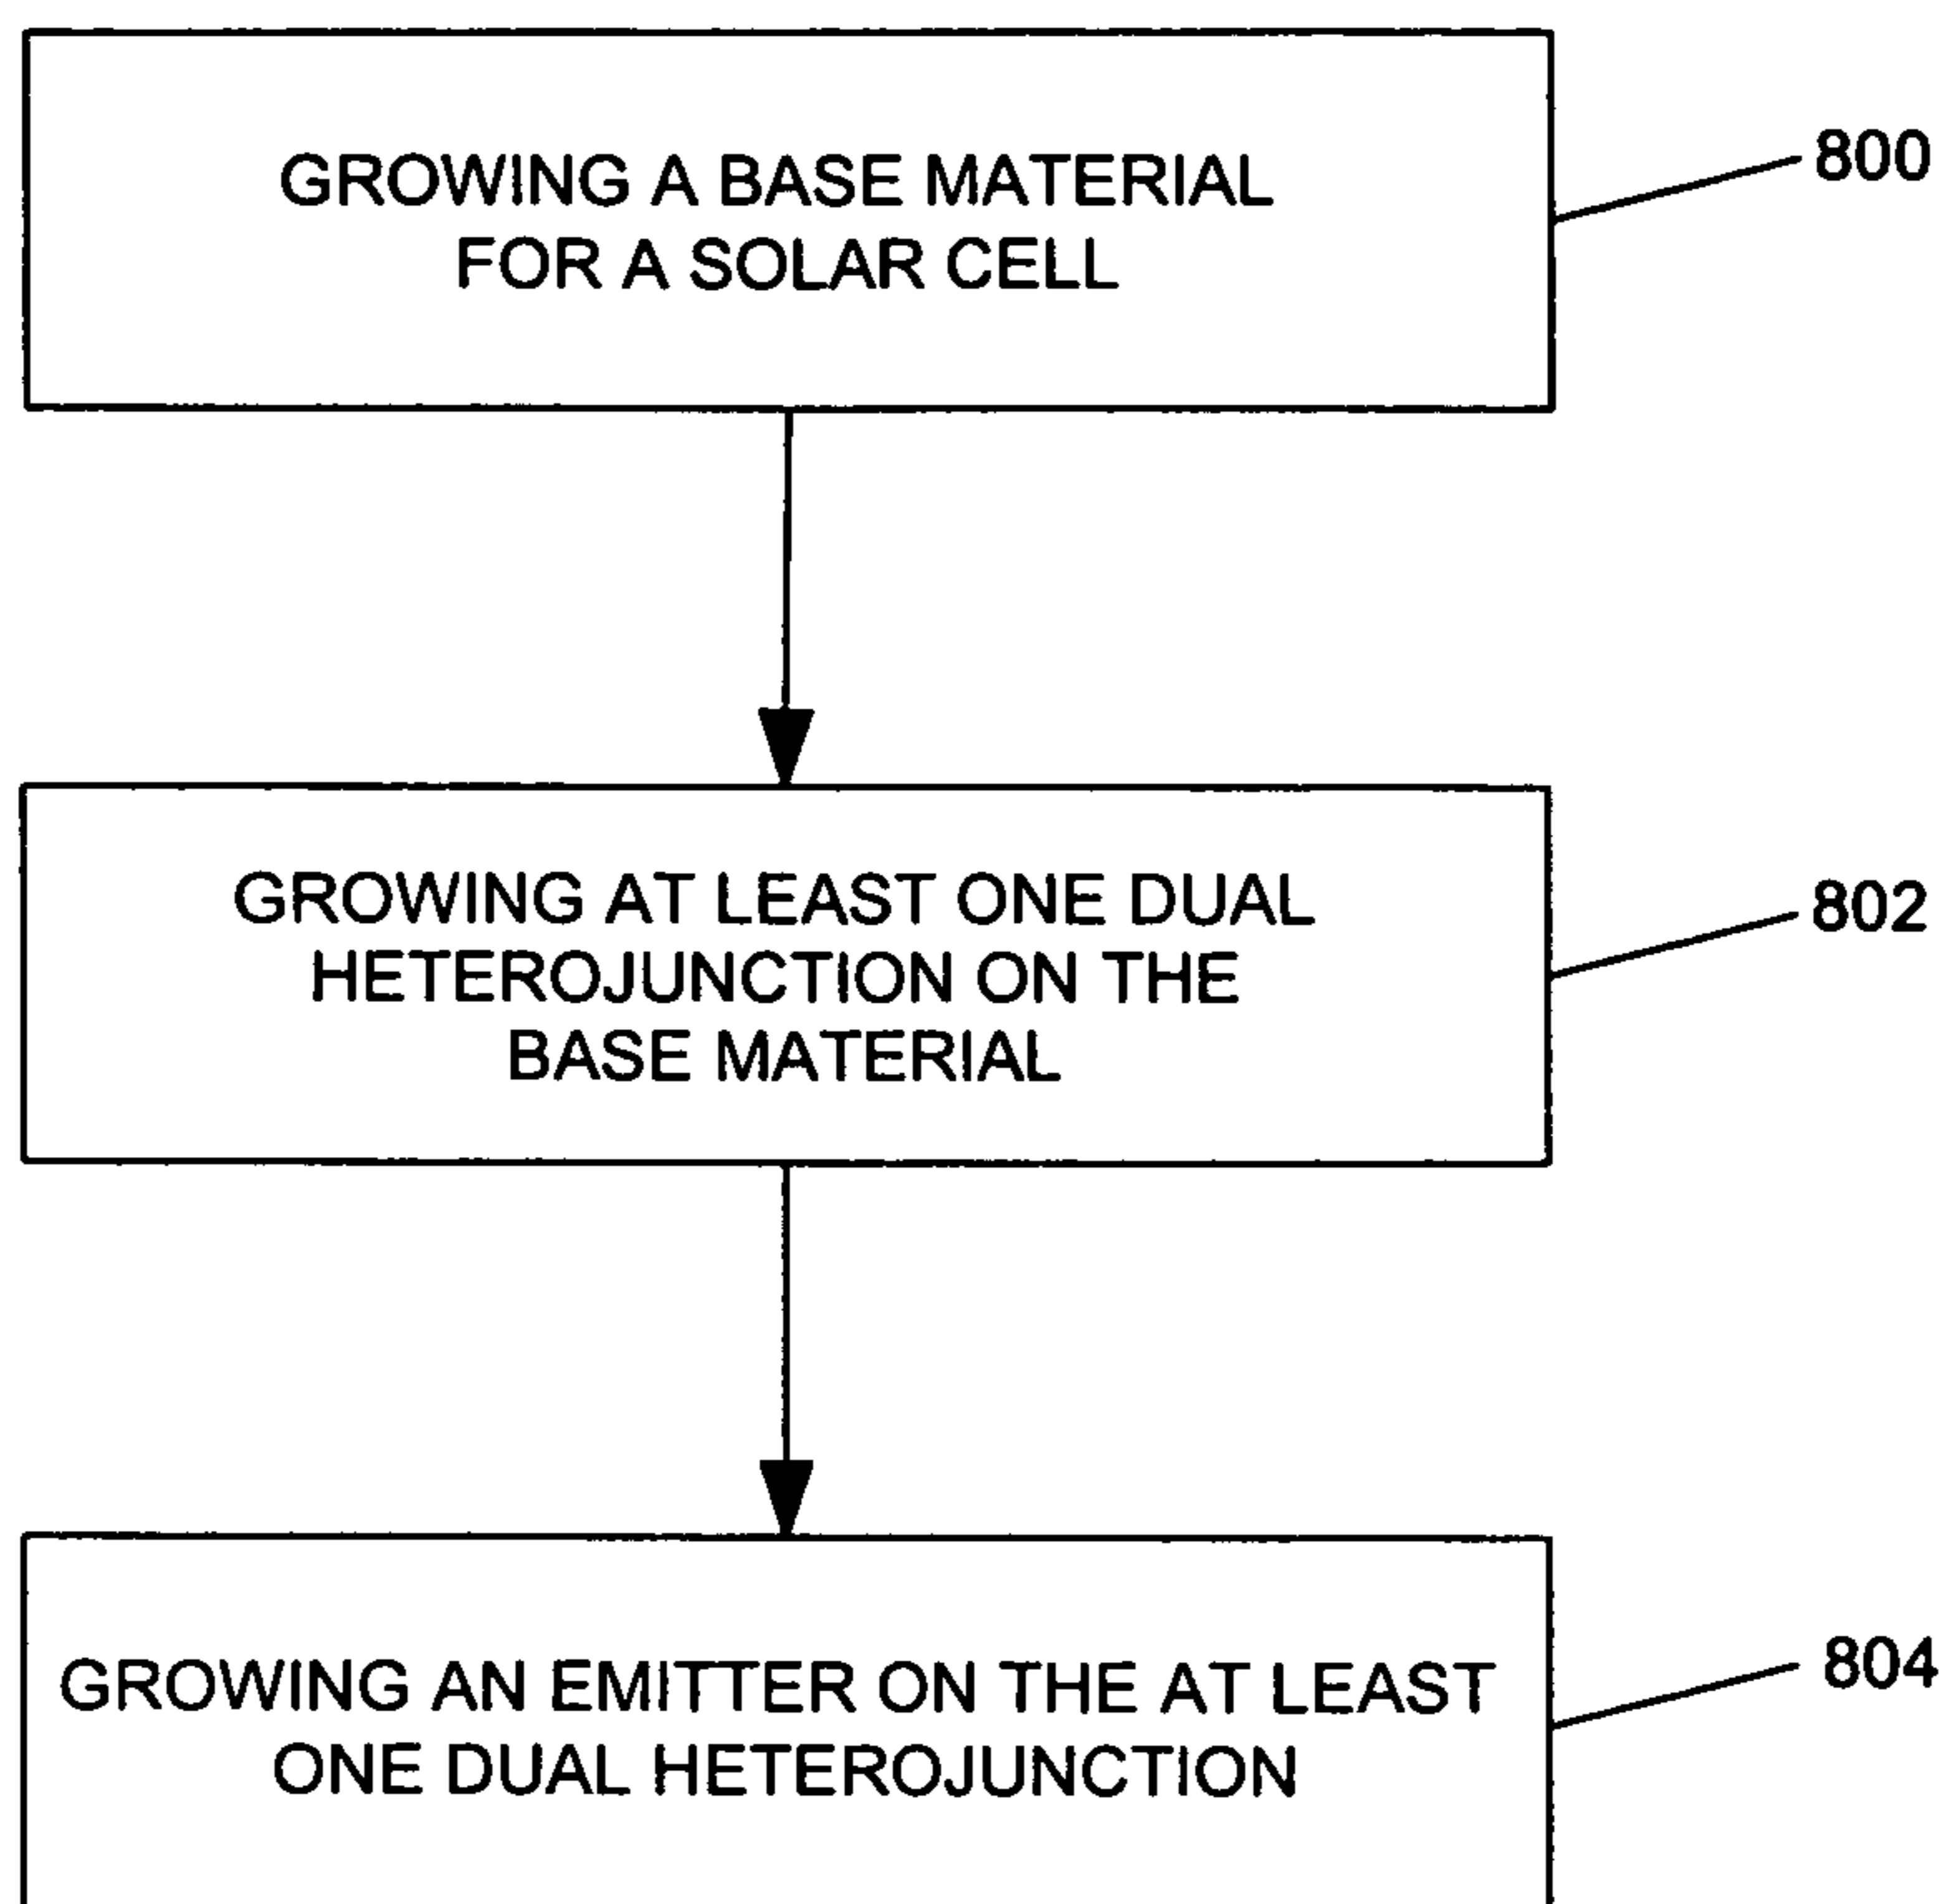 GROWING A BASE MATERIAL
FOR A SOLAR CELL
800
GROWING AT LEAST ONE DUAL
HETEROJUNCTION ON THE
BASE MATERIAL
802
GROWING AN EMITTER ON THE AT LEAST
ONE DUAL HETEROJUNCTION
804